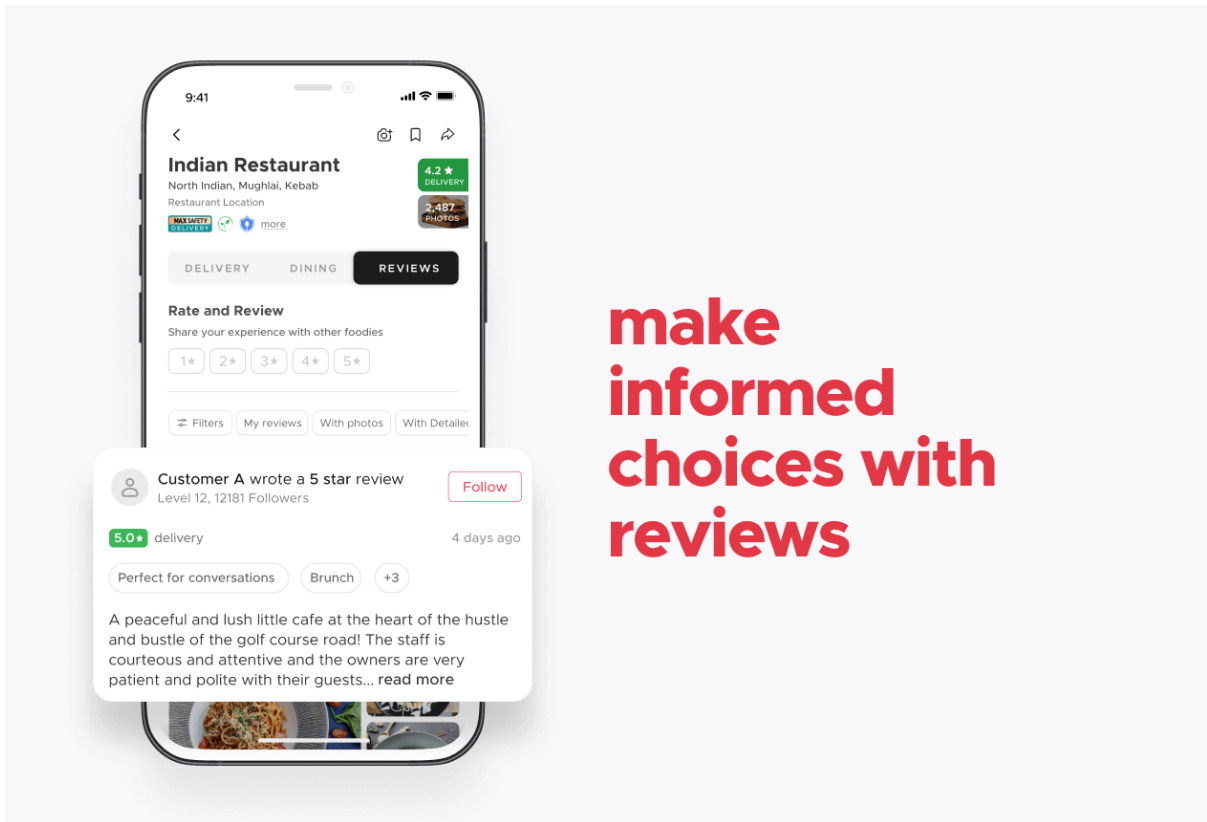 9:41
Indian Restaurant
North Indian, Mughlai, Kebab
Restaurant Location
MAX SAFETY
DELIVERY
more
4.2★
DELIVERY
2,487
PHOTOS
DELIVERY DINING REVIEWS
Rate and Review
Share your experience with other foodies
1★ 2★ 3★ 4★ 5★
Filters My reviews With photos With Detailed
Customer A wrote a 5 star review
Level 12, 12181 Followers
Follow
5.0★ delivery
4 days ago
Perfect for conversations Brunch +3
A peaceful and lush little cafe at the heart of the hustle
and bustle of the golf course road! The staff is
courteous and attentive and the owners are very
patient and polite with their guests... read more
make
informed
choices with
reviews